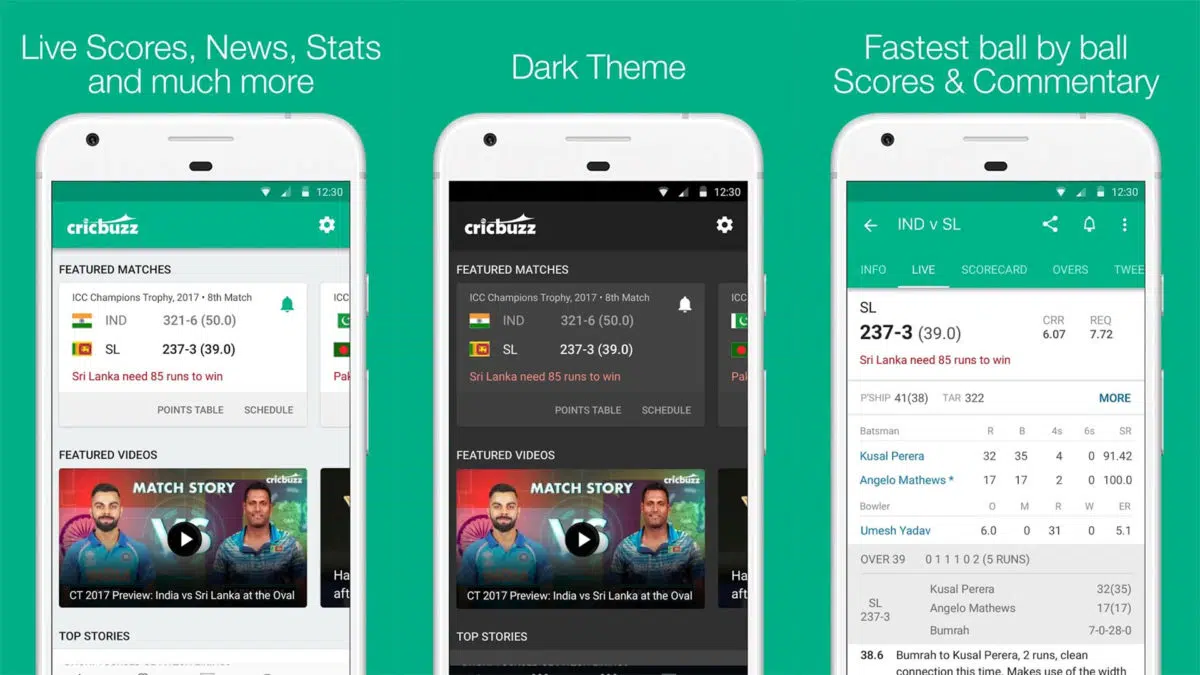 Live Scores, News, Stats
and much more
12:30
cricbuzz
FEATURED MATCHES
ICC Champions Trophy, 2017 • 8th Match
IND 321-6 (50.0)
SL 237-3 (39.0)
Sri Lanka need 85 runs to win
POINTS TABLE SCHEDULE
ICC
Pak
FEATURED VIDEOS
cricbuzz
MATCH STORY
VS
CT 2017 Preview: India vs Sri Lanka at the Oval
Ha
aft
TOP STORIES
Dark Theme
12:30
cricbuzz
FEATURED MATCHES
ICC Champions Trophy, 2017 • 8th Match
IND 321-6 (50.0)
SL 237-3 (39.0)
Sri Lanka need 85 runs to win
POINTS TABLE SCHEDULE
ICC
Pak
FEATURED VIDEOS
cricbuzz
MATCH STORY
VS
CT 2017 Preview: India vs Sri Lanka at the Oval
Ha
aft
TOP STORIES
Fastest ball by ball
Scores & Commentary
12:30
IND v SL
INFO LIVE SCORECARD OVERS TWEE
SL
237-3 (39.0)
CRR REQ
6.07 7.72
Sri Lanka need 85 runs to win
P'SHIP 41(38) TAR 322 MORE
Batsman R B 4s 6s SR
Kusal Perera 32 35 4 0 91.42
Angelo Mathews * 17 17 2 0 100.0
Bowler O M R W ER
Umesh Yadav 6.0 0 31 0 5.1
OVER 39 0 1 1 1 0 2 (5 RUNS)
SL
237-3
Kusal Perera 32(35)
Angelo Mathews 17(17)
Bumrah 7-0-28-0
38.6 Bumrah to Kusal Perera, 2 runs, clean
connection this time. Makes use of the width